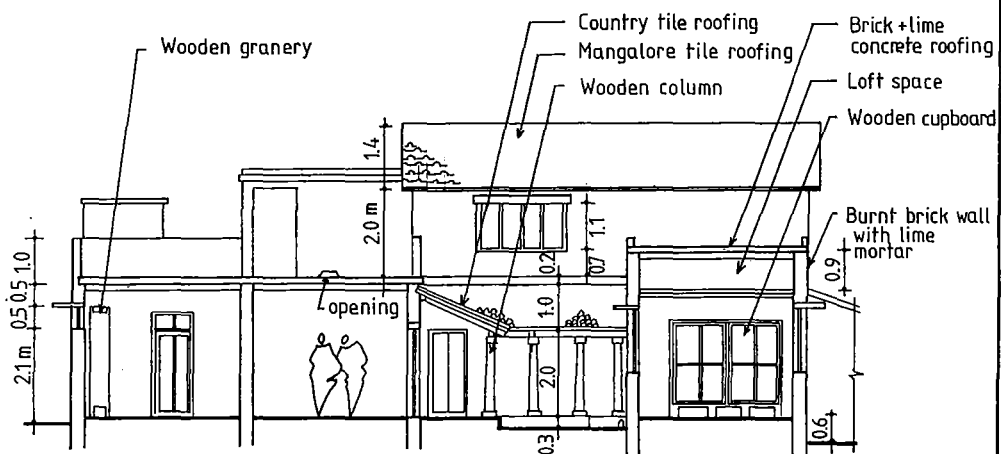 Wooden granery
Country tile roofing
Mangalore tile roofing
Wooden column
Brick+lime
concrete roofing
Loft space
Wooden cupboard
Burnt brick wall
with lime
mortar
opening
1.4
2.0 m
1.1
0.7
0.2
1.0
2.0
0.3
1.0
0.5
0.5
2.1 m
0.9
0.6